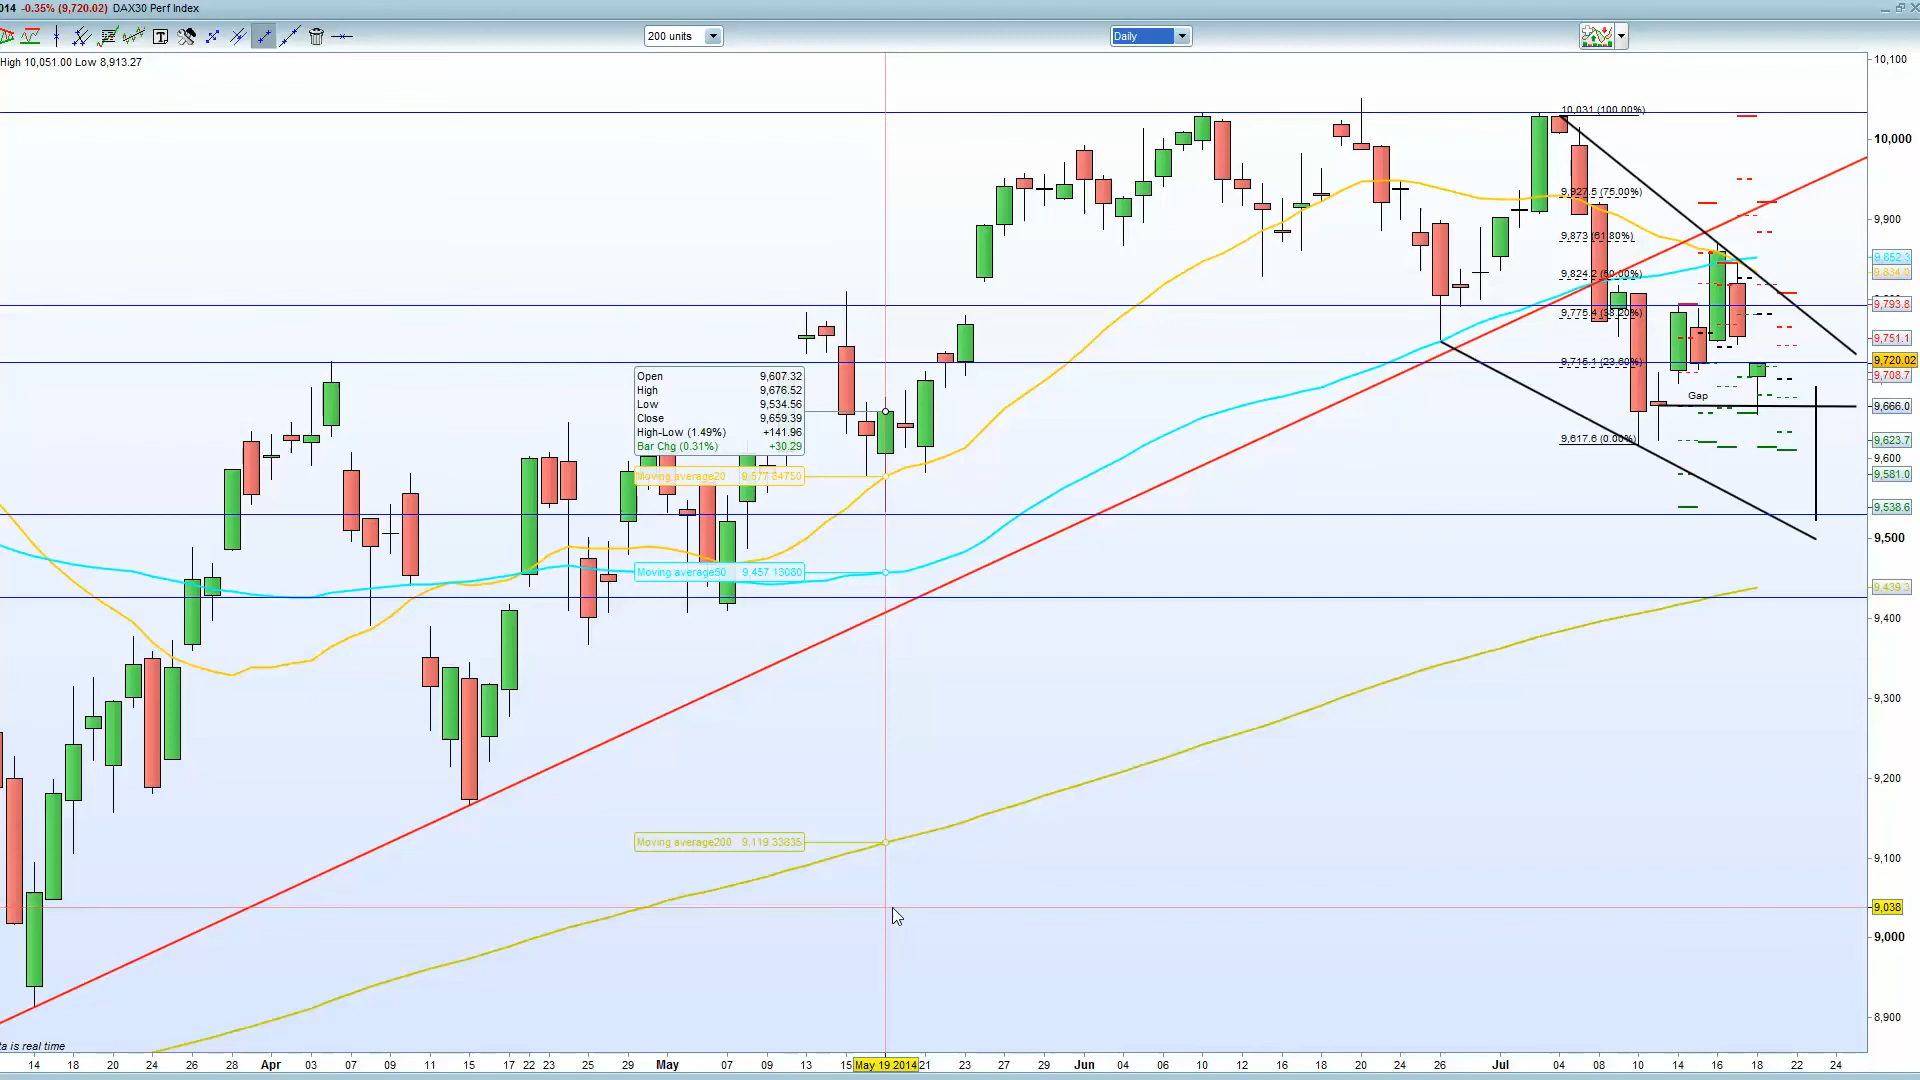 014 -0.35% (9,720.02) DAX30 Perf Index
200 units
Daily
High 10,051.00 Low 8,913.27
10,100
10,031 (100.00%)
10,000
9,927.5 (75.00%)
9,900
9,873 (61.80%)
9,852.3
9,834.0
9,824.2 (50.00%)
9,793.8
9,775.4 (38.20%)
9,751.1
9,720.02
9,715.1 (23.60%)
9,708.7
Gap
9,666.0
9,617.6 (0.00%)
9,623.7
9,600
9,581.0
9,538.6
9,500
9,439.3
9,400
9,300
9,200
9,100
9,038
9,000
8,900
Open 9,607.32
High 9,676.52
Low 9,534.56
Close 9,659.39
High-Low (1.49%) +141.96
Bar Chg (0.31%) +30.29
Moving average20 9,577.84750
Moving average50 9,457.13080
Moving average200 9,119.33835
ta is real time
14 18 20 24 26 28 Apr 03 07 09 11 15 17 22 23 25 29 May 07 09 13 15 May 19 2014 21 23 27 29 Jun 04 06 10 12 16 18 20 24 26 Jul 04 08 10 14 16 18 22 24